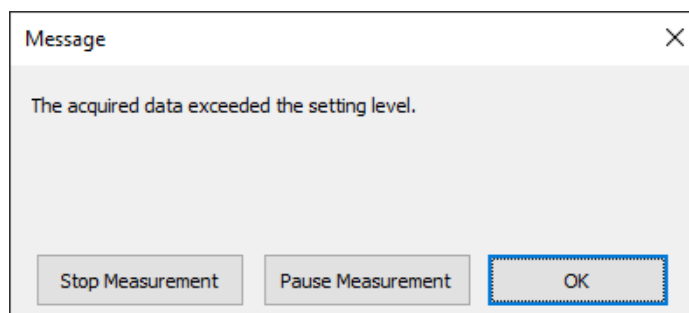 Message
The acquired data exceeded the setting level.
Stop Measurement Pause Measurement OK